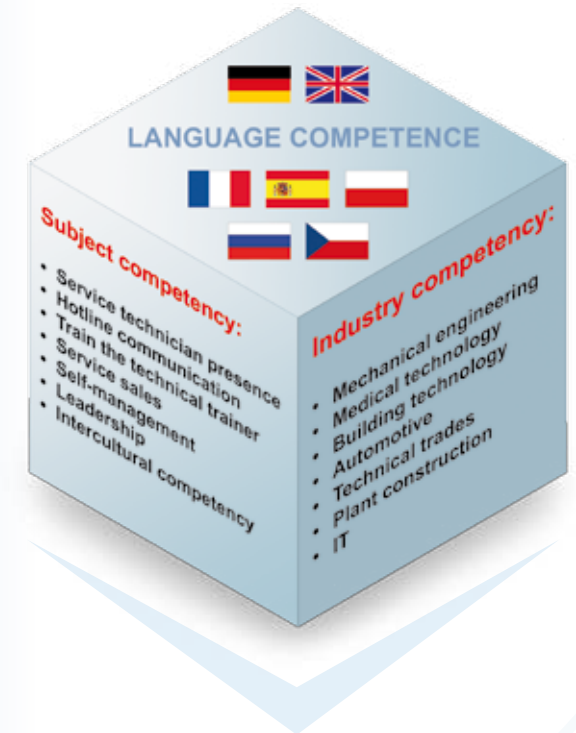 LANGUAGE COMPETENCE
Subject competency:
• Service technician presence
• Hotline communication
• Train the technical trainer
• Service sales
• Self-management
• Leadership
• Intercultural competency
Industry competency:
• Mechanical engineering
• Medical technology
• Building technology
• Automotive
• Technical trades
• Plant construction
• IT